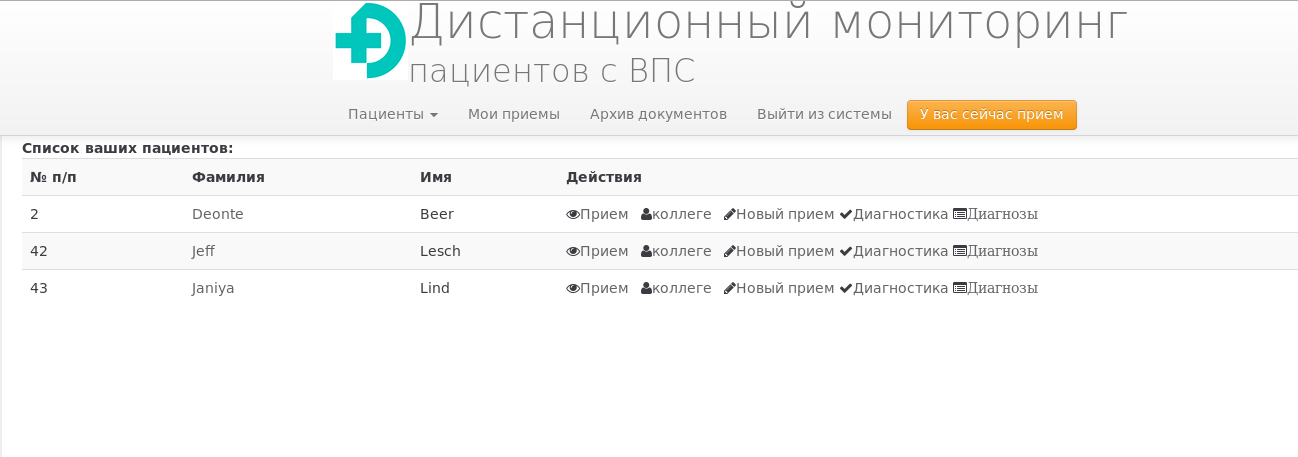 Дистанционный мониторинг
пациентов с ВПС
Пациенты Мои приемы Архив документов Выйти из системы У вас сейчас прием
Список ваших пациентов:
№ п/п Фамилия Имя Действия
2 Deonte Beer Прием коллеге Новый прием Диагностика Диагнозы
42 Jeff Lesch Прием коллеге Новый прием Диагностика Диагнозы
43 Janiya Lind Прием коллеге Новый прием Диагностика Диагнозы